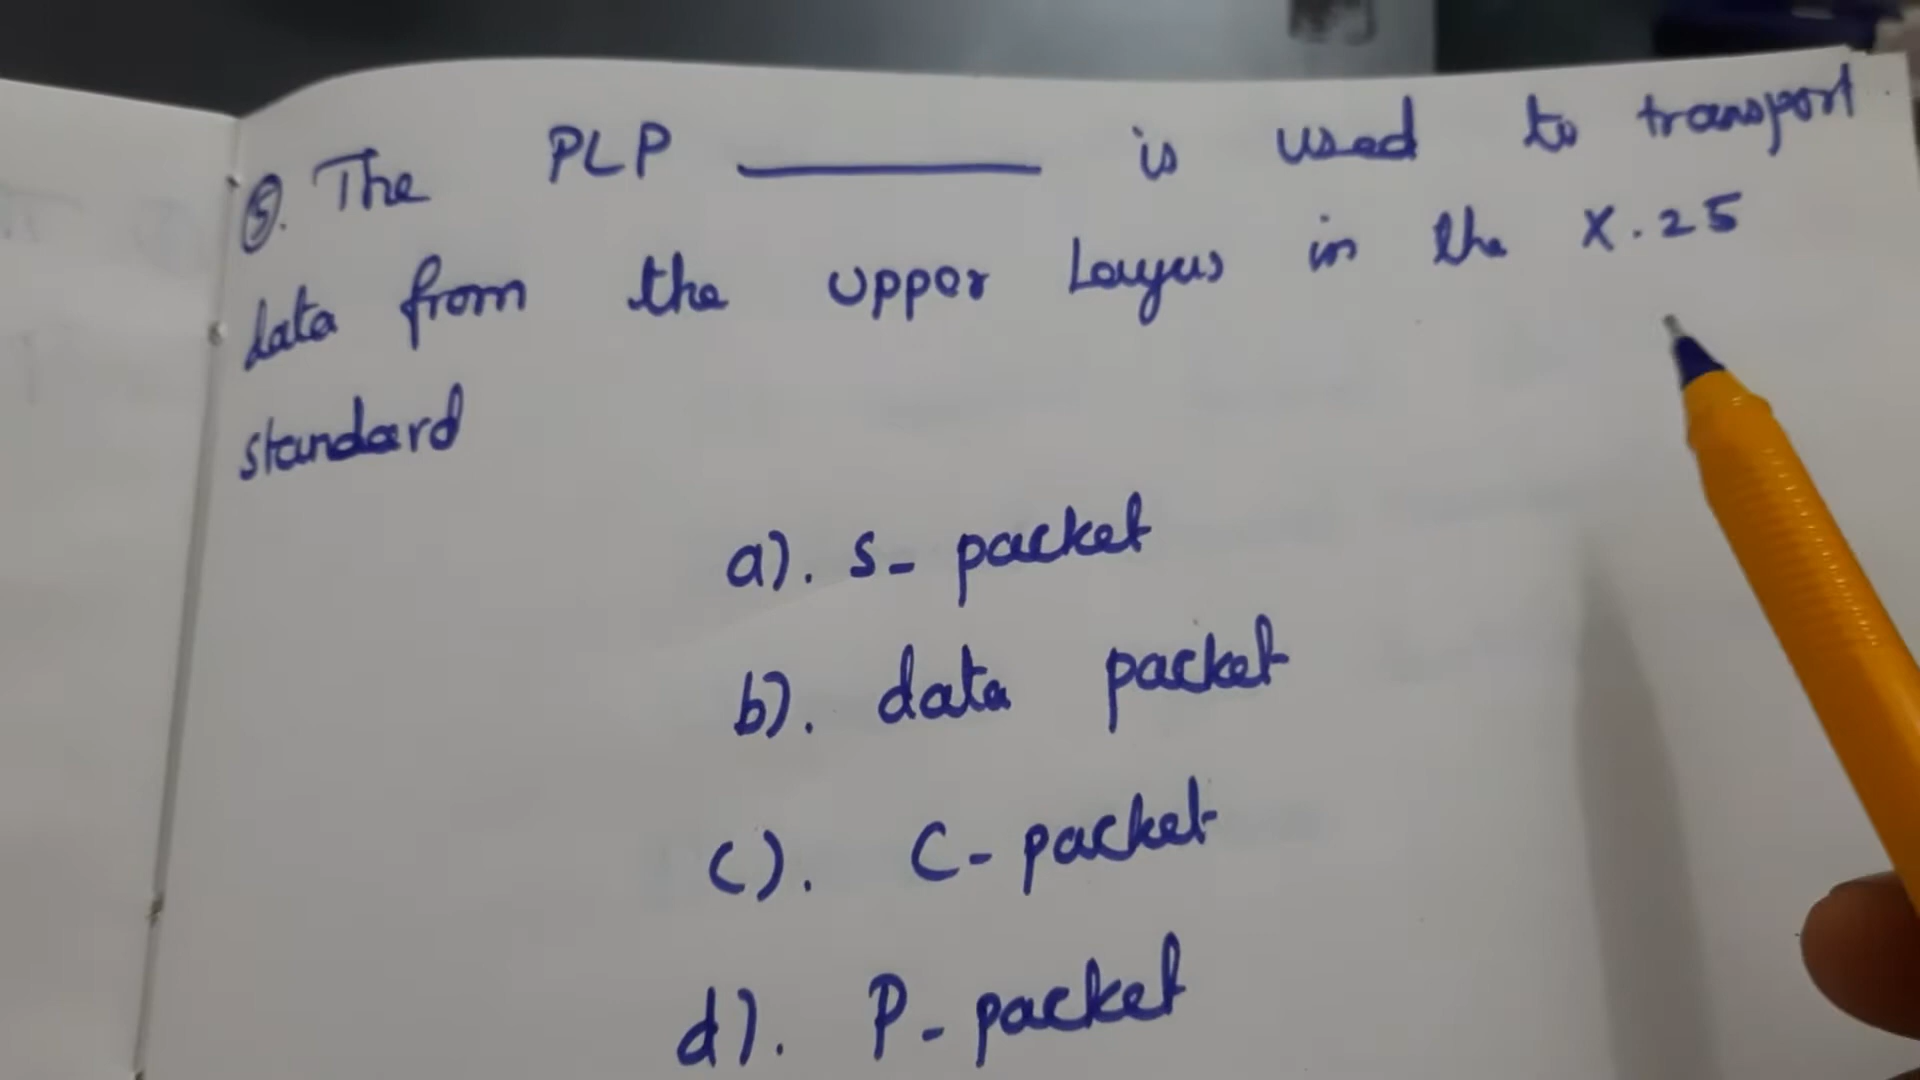 5. The PLP ________ is used to transport
data from the upper Layers in the X.25
standard
a). s- packet
b). data packet
c). C- packet
d). P- packet